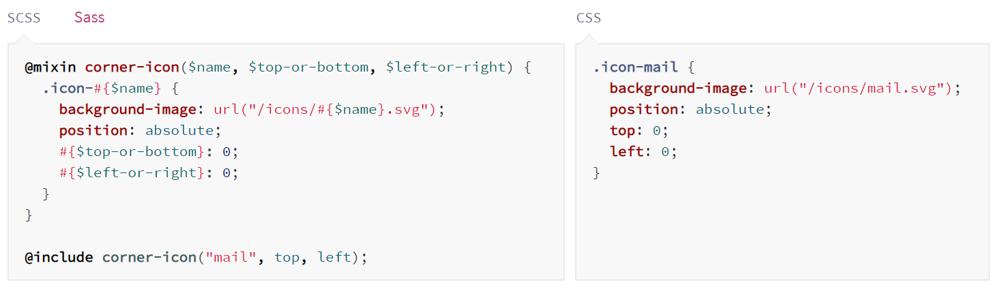 SCSS Sass
@mixin corner-icon($name, $top-or-bottom, $left-or-right) {
  .icon-#{$name} {
    background-image: url("/icons/#{$name}.svg");
    position: absolute;
    #{$top-or-bottom}: 0;
    #{$left-or-right}: 0;
  }
}
@include corner-icon("mail", top, left);
CSS
.icon-mail {
  background-image: url("/icons/mail.svg");
  position: absolute;
  top: 0;
  left: 0;
}